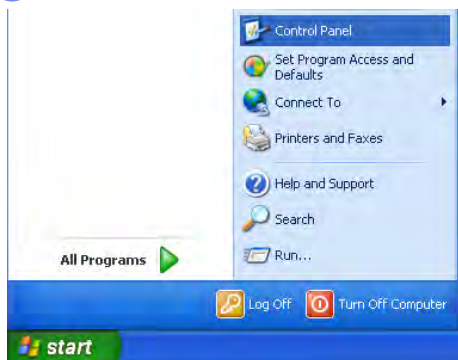 Control Panel
Set Program Access and
Defaults
Connect To
Printers and Faxes
Help and Support
Search
All Programs
Run...
Log Off
Turn Off Computer
start